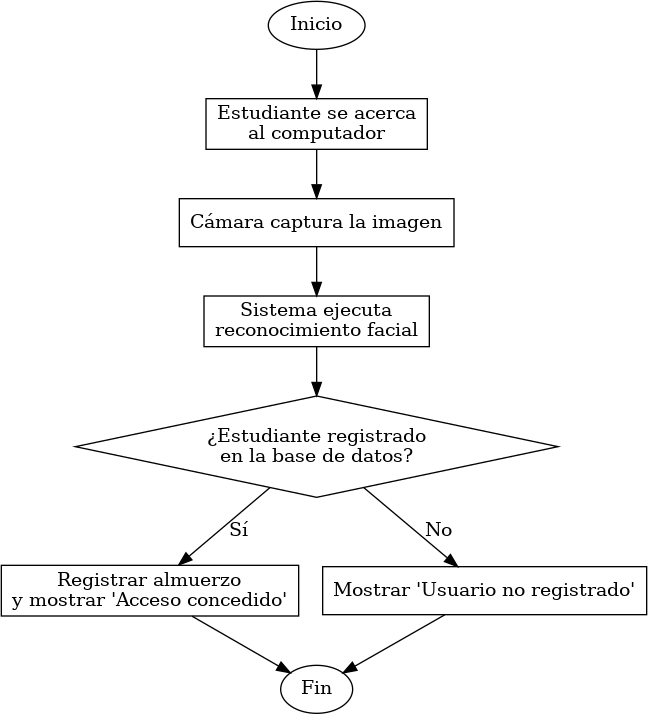 Inicio
Estudiante se acerca
al computador
Cámara captura la imagen
Sistema ejecuta
reconocimiento facial
¿Estudiante registrado
en la base de datos?
Sí
No
Registrar almuerzo
y mostrar 'Acceso concedido'
Mostrar 'Usuario no registrado'
Fin